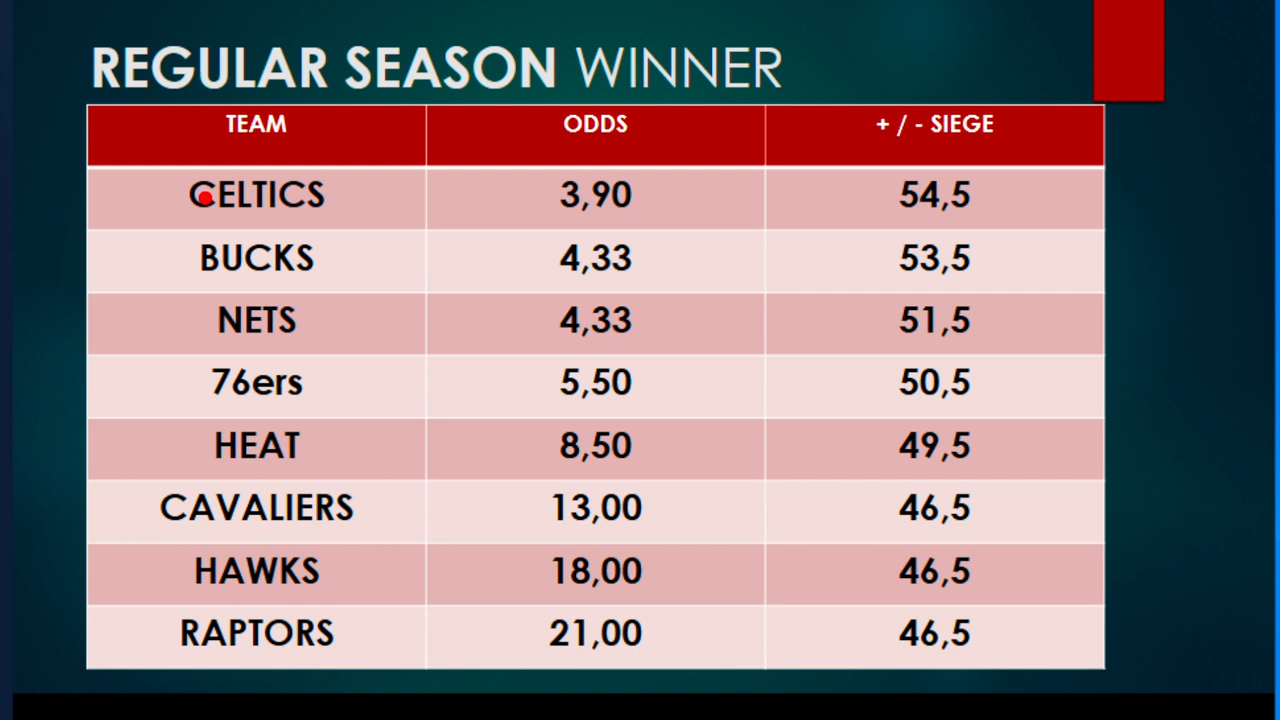 REGULAR SEASON WINNER
TEAM ODDS + / - SIEGE
CELTICS 3,90 54,5
BUCKS 4,33 53,5
NETS 4,33 51,5
76ers 5,50 50,5
HEAT 8,50 49,5
CAVALIERS 13,00 46,5
HAWKS 18,00 46,5
RAPTORS 21,00 46,5